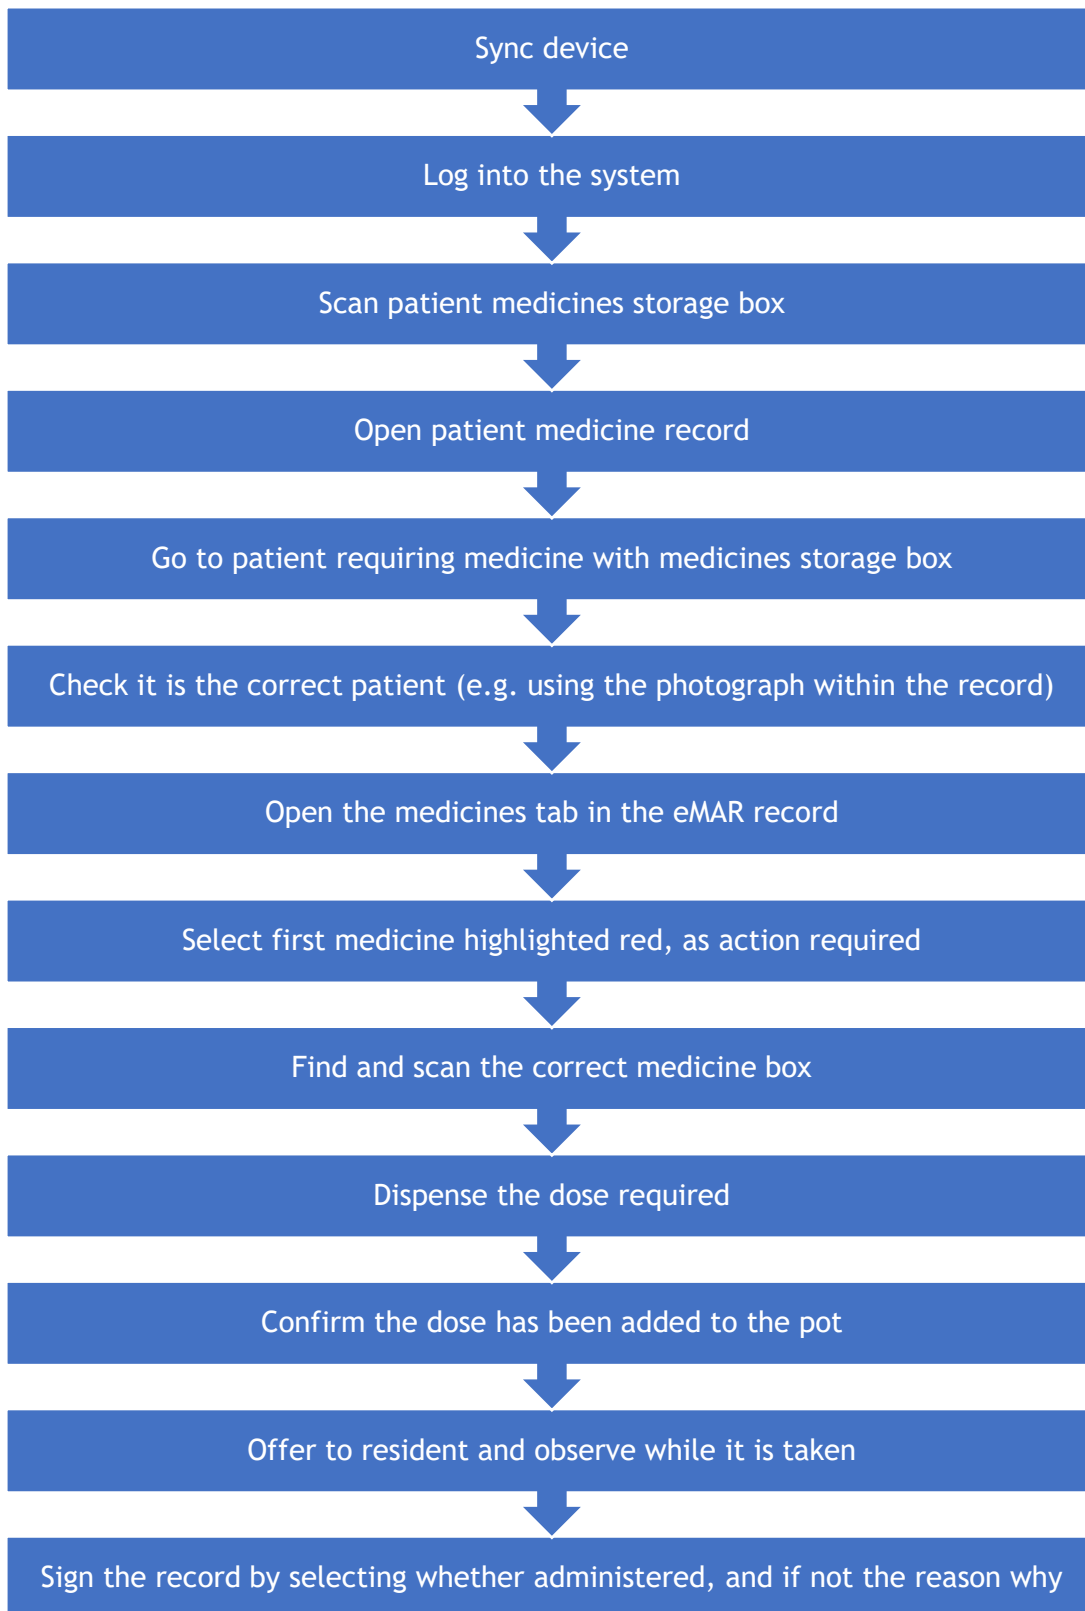 Sync device
Log into the system
Scan patient medicines storage box
Open patient medicine record
Go to patient requiring medicine with medicines storage box
Check it is the correct patient (e.g. using the photograph within the record)
Open the medicines tab in the eMAR record
Select first medicine highlighted red, as action required
Find and scan the correct medicine box
Dispense the dose required
Confirm the dose has been added to the pot
Offer to resident and observe while it is taken
Sign the record by selecting whether administered, and if not the reason why